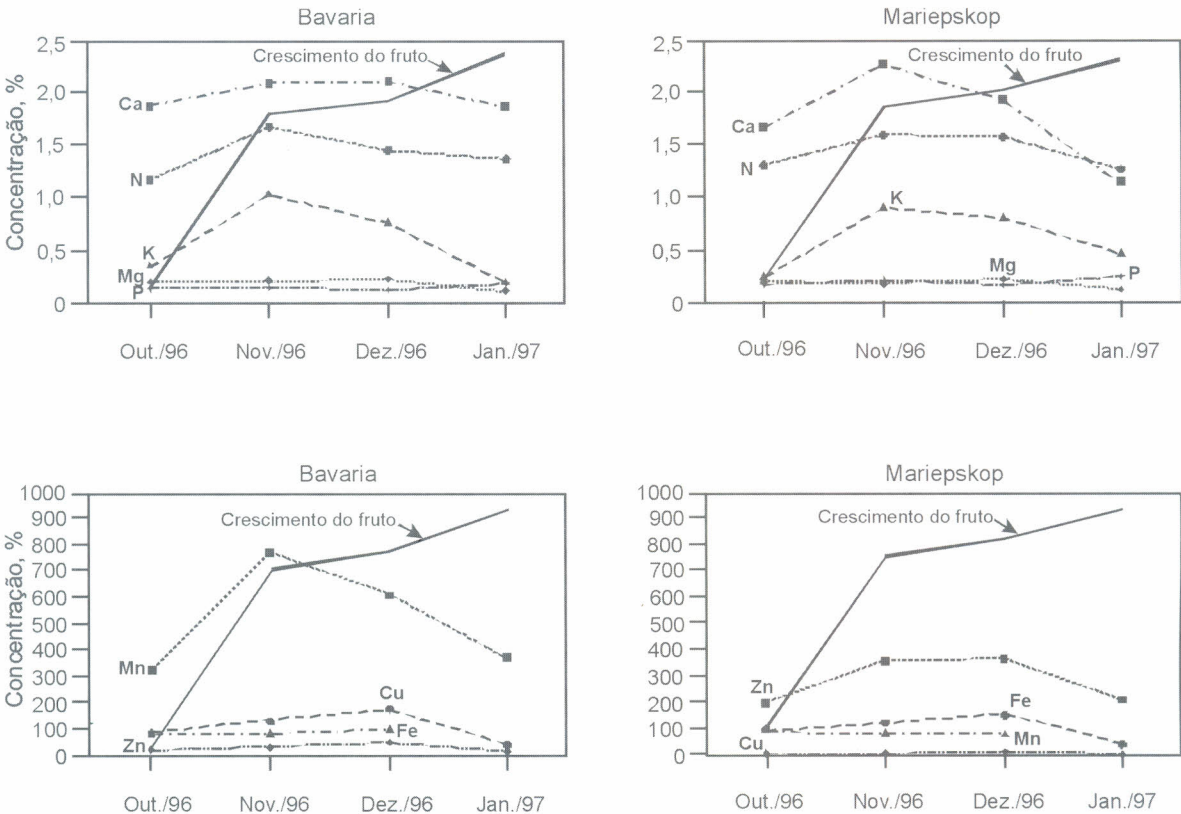 Bavaria
Concentração, %
2,5
2,0
1,5
1,0
0,5
0
Crescimento do fruto
Ca
N
K
Mg
P
Out./96 Nov./96 Dez./96 Jan./97
Mariepskop
2,5
2,0
1,5
1,0
0,5
0
Crescimento do fruto
Ca
N
K
Mg
P
Out./96 Nov./96 Dez./96 Jan./97
Bavaria
Concentração, %
1000
900
800
700
600
500
400
300
200
100
0
Crescimento do fruto
Mn
Cu
Fe
Zn
Out./96 Nov./96 Dez./96 Jan./97
Mariepskop
1000
900
800
700
600
500
400
300
200
100
0
Crescimento do fruto
Zn
Fe
Cu
Mn
Out./96 Nov./96 Dez./96 Jan./97